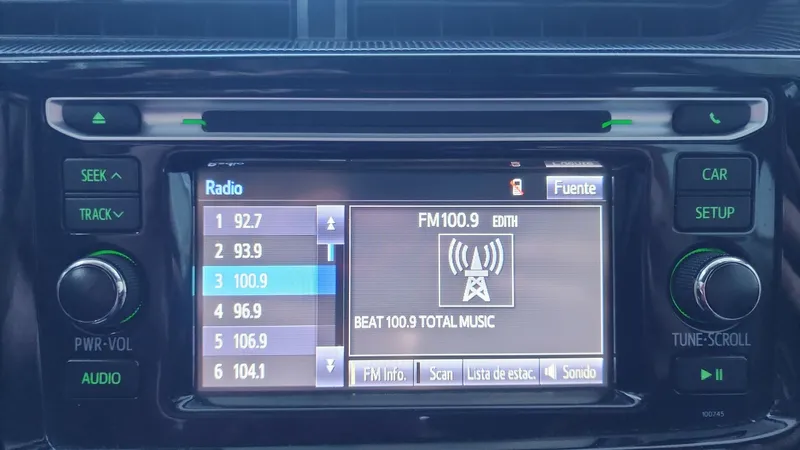 SEEK
TRACK
PWR·VOL
AUDIO
Radio
Fuente
1 92.7
2 93.9
3 100.9
4 96.9
5 106.9
6 104.1
FM100.9 EDITH
BEAT 100.9 TOTAL MUSIC
FM Info.
Scan
Lista de estac.
Sonido
CAR
SETUP
TUNE·SCROLL
100745